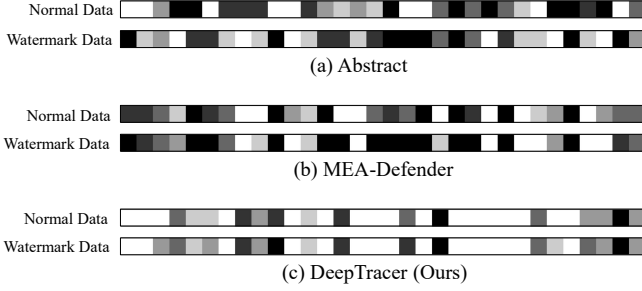 Normal Data
Watermark Data
(a) Abstract
Normal Data
Watermark Data
(b) MEA-Defender
Normal Data
Watermark Data
(c) DeepTracer (Ours)